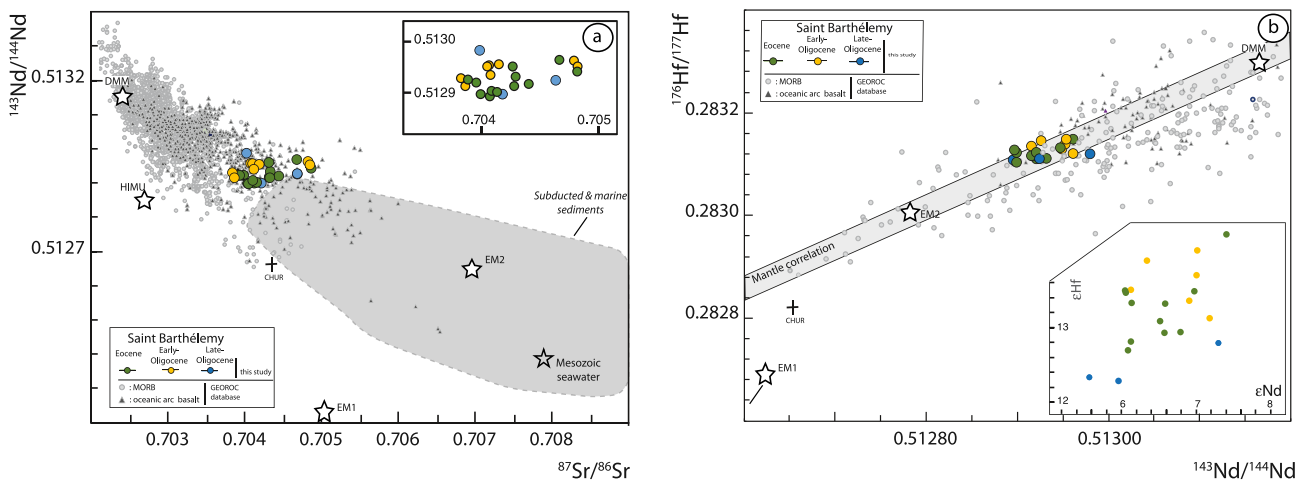 143Nd/144Nd
0.5132
0.5127
DMM
HIMU
CHUR
EM2
EM1
Mesozoic
seawater
Subducted & marine
sediments
a
0.5130
0.5129
0.704
0.705
Saint Barthélemy
Eocene
Early-
Oligocene
Late-
Oligocene
this study
: MORB
: oceanic arc basalt
GEOROC
database
0.703
0.704
0.705
0.706
0.707
0.708
87Sr/86Sr
176Hf/177Hf
0.2832
0.2830
0.2828
b
Saint Barthélemy
Eocene
Early-
Oligocene
Late-
Oligocene
this study
: MORB
: oceanic arc basalt
GEOROC
database
DMM
EM2
Mantle correlation
CHUR
EM1
εHf
13
12
6
7
8
εNd
0.51280
0.51300
143Nd/144Nd